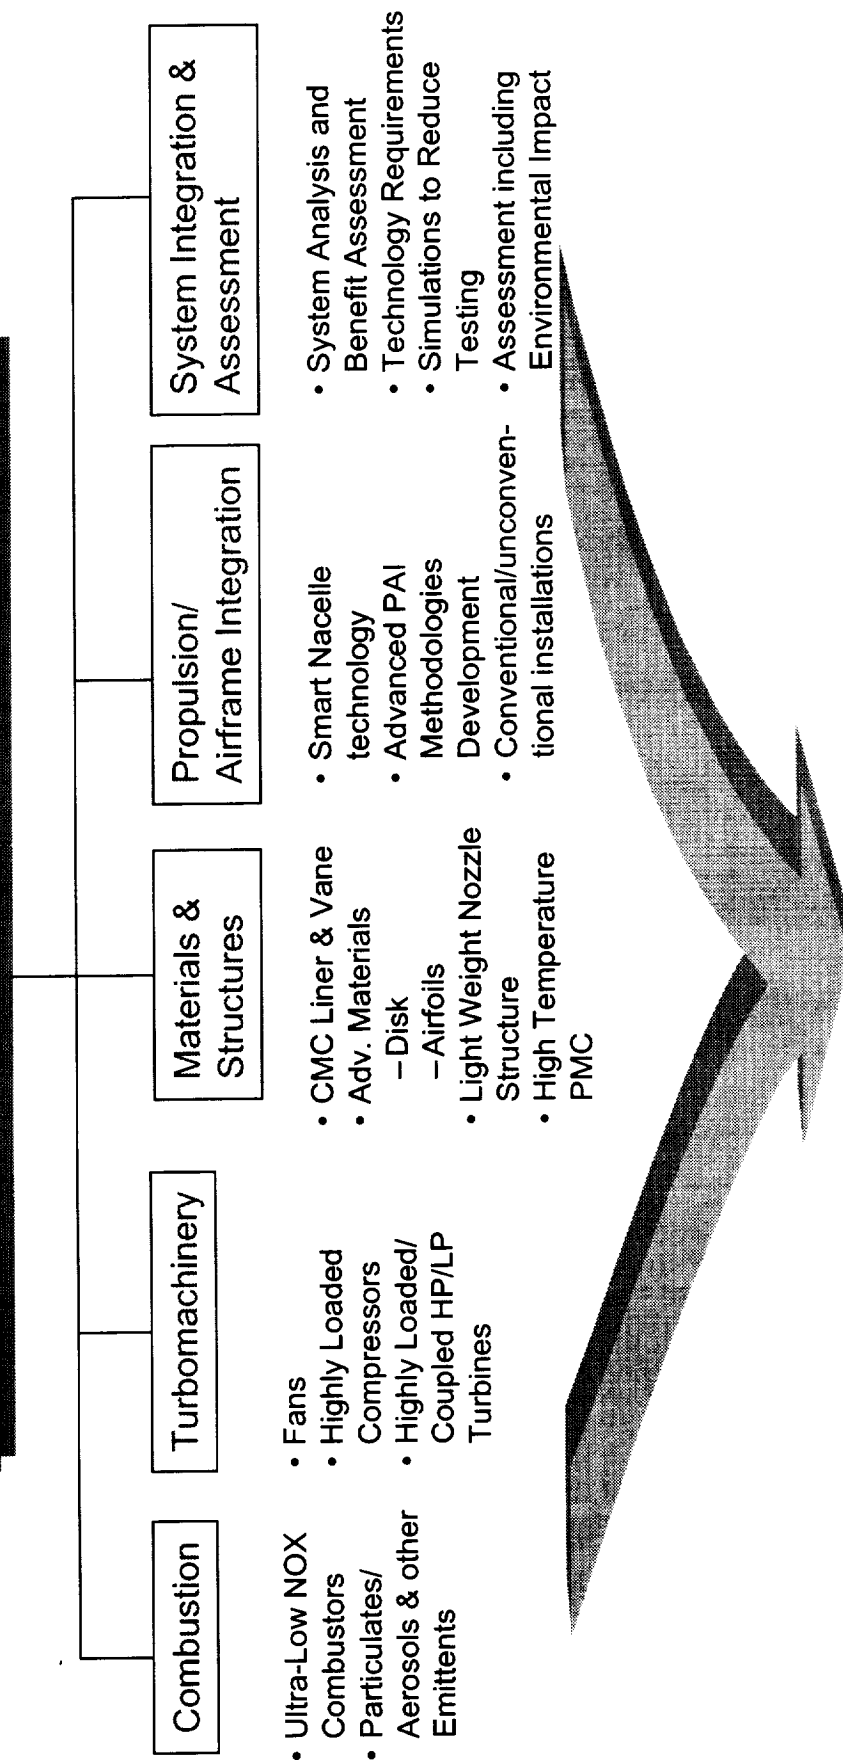 Combustion
• Ultra-Low NOX
Combustors
• Particulates/
Aerosols & other
Emittents
Turbomachinery
• Fans
• Highly Loaded
Compressors
• Highly Loaded/
Coupled HP/LP
Turbines
Materials &
Structures
• CMC Liner & Vane
• Adv. Materials
–Disk
–Airfoils
• Light Weight Nozzle
Structure
• High Temperature
PMC
Propulsion/
Airframe Integration
• Smart Nacelle
technology
• Advanced PAI
Methodologies
Development
• Conventional/unconven-
tional installations
System Integration &
Assessment
• System Analysis and
Benefit Assessment
• Technology Requirements
• Simulations to Reduce
Testing
• Assessment including
Environmental Impact